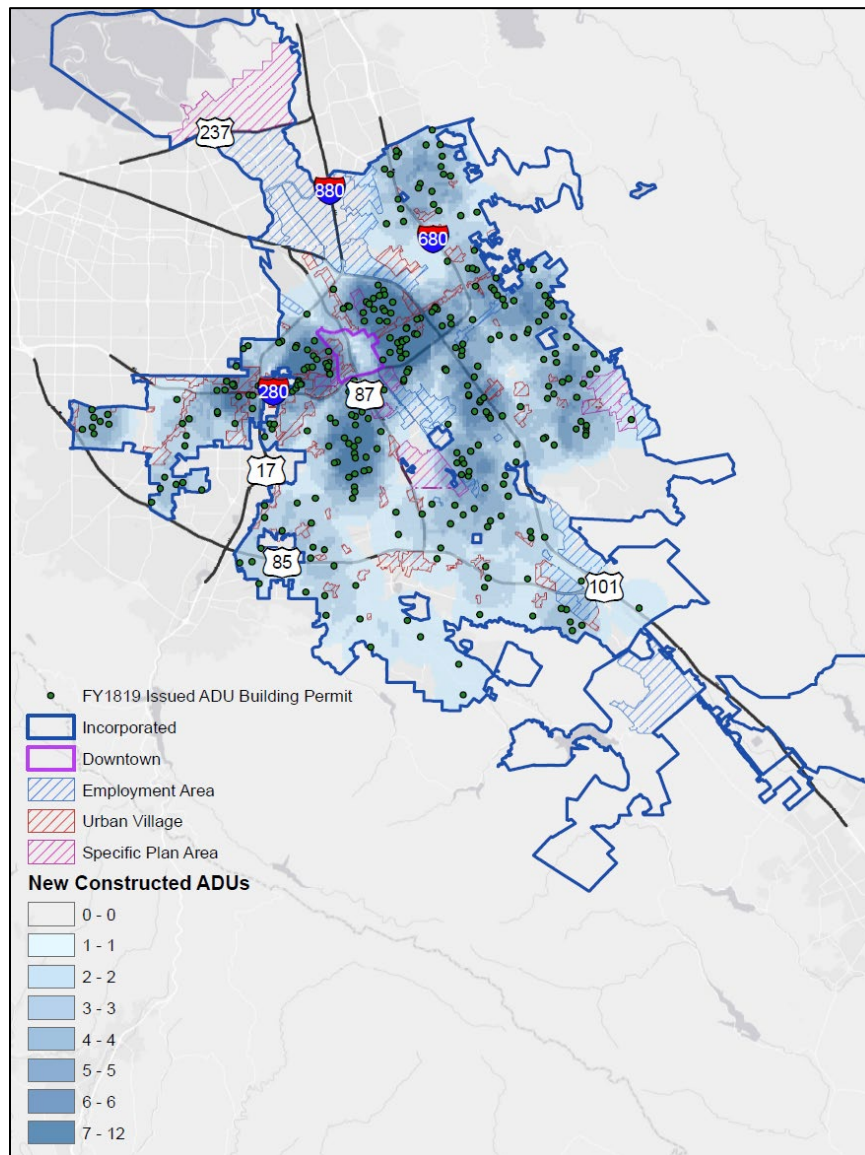 237
880
680
280
87
17
85
101
FY1819 Issued ADU Building Permit
Incorporated
Downtown
Employment Area
Urban Village
Specific Plan Area
New Constructed ADUs
0 - 0
1 - 1
2 - 2
3 - 3
4 - 4
5 - 5
6 - 6
7 - 12